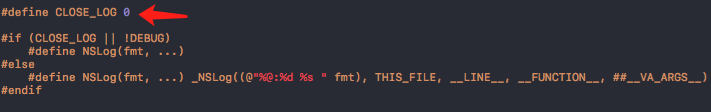 #define CLOSE_LOG 0
#if (CLOSE_LOG || !DEBUG)
#define NSLog(fmt, ...)
#else
#define NSLog(fmt, ...) _NSLog((@"%@:%d %s " fmt), THIS_FILE, __LINE__, __FUNCTION__, ##__VA_ARGS__)
#endif